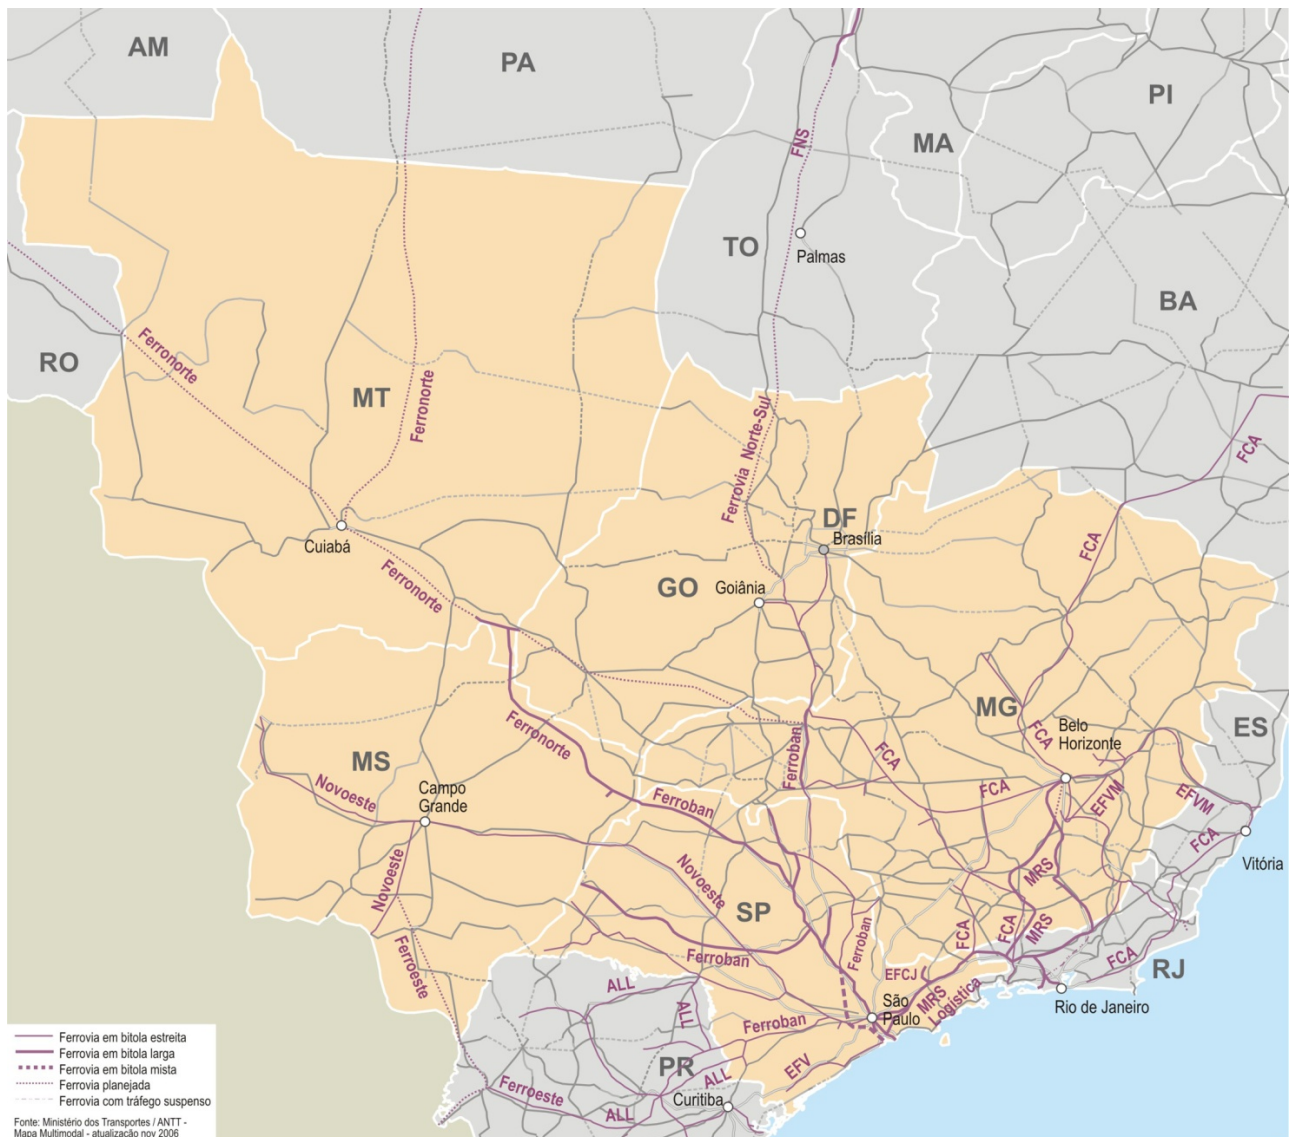 AM
PA
PI
MA
FNS
TO
Palmas
BA
RO
Ferronorte
MT
Ferronorte
Ferrovia Norte-Sul
FCA
DF
Brasília
FCA
Cuiabá
Ferronorte
GO
Goiânia
MG
ES
Belo
Horizonte
FCA
Ferronorte
Ferroban
FCA
MS
Campo
Grande
Novoeste
Ferroban
FCA
EFVM
EFVM
FCA
Vitória
Novoeste
Novoeste
SP
MRS
Ferroban
Ferroban
FCA
FCA
MRS
Ferroeste
EFCJ
FCA
RJ
ALL
ALL
São
Paulo
MRS
Logística
Rio de Janeiro
Ferroban
EFV
PR
ALL
Ferroeste
ALL
Curitiba
Ferrovia em bitola estreita
Ferrovia em bitola larga
Ferrovia em bitola mista
Ferrovia planejada
Ferrovia com tráfego suspenso
Fonte: Ministério dos Transportes / ANTT -
Mapa Multimodal - atualização nov 2006